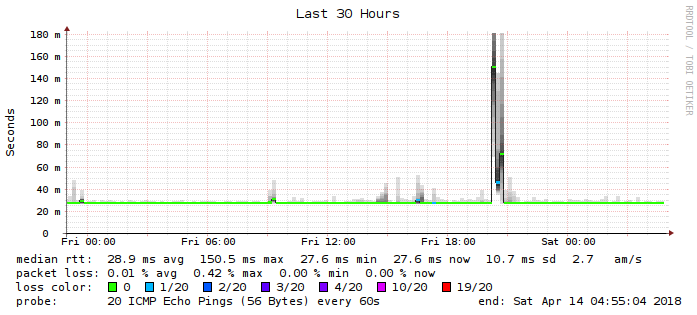 Last 30 Hours
RRDTOOL / TOBI OETIKER
Seconds
180 m
160 m
140 m
120 m
100 m
80 m
60 m
40 m
20 m
0
Fri 00:00 Fri 06:00 Fri 12:00 Fri 18:00 Sat 00:00
median rtt: 28.9 ms avg 150.5 ms max 27.6 ms min 27.6 ms now 10.7 ms sd 2.7 am/s
packet loss: 0.01 % avg 0.42 % max 0.00 % min 0.00 % now
loss color: 0 1/20 2/20 3/20 4/20 10/20 19/20
probe: 20 ICMP Echo Pings (56 Bytes) every 60s end: Sat Apr 14 04:55:04 2018